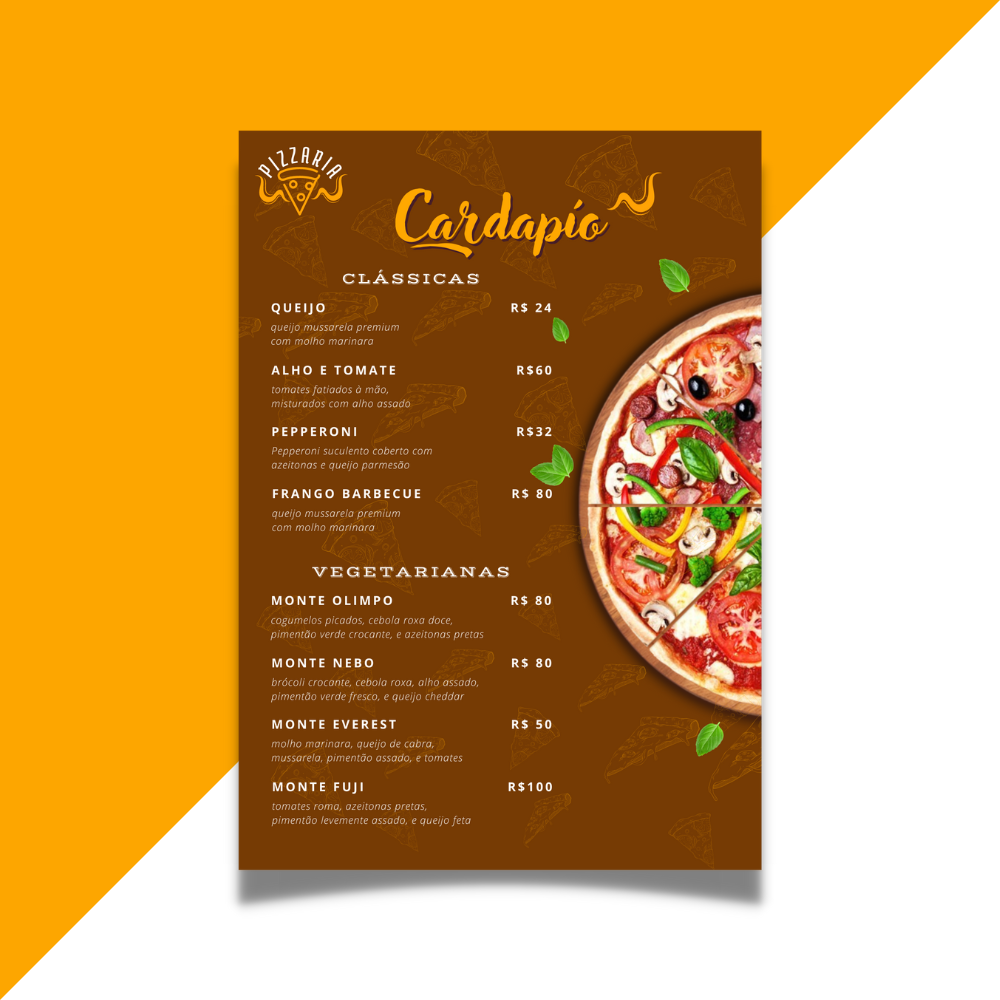 PIZZARIA
Cardapío
CLÁSSICAS
QUEIJO R$ 24
queijo mussarela premium
com molho marinara
ALHO E TOMATE R$60
tomates fatiados à mão,
misturados com alho assado
PEPPERONI R$32
Pepperoni suculento coberto com
azeitonas e queijo parmesão
FRANGO BARBECUE R$ 80
queijo mussarela premium
com molho marinara
VEGETARIANAS
MONTE OLIMPO R$ 80
cogumelos picados, cebola roxa doce,
pimentão verde crocante, e azeitonas pretas
MONTE NEBO R$ 80
brócoli crocante, cebola roxa, alho assado,
pimentão verde fresco, e queijo cheddar
MONTE EVEREST R$ 50
molho marinara, queijo de cabra,
mussarela, pimentão assado, e tomates
MONTE FUJI R$100
tomates roma, azeitonas pretas,
pimentão levemente assado, e queijo feta